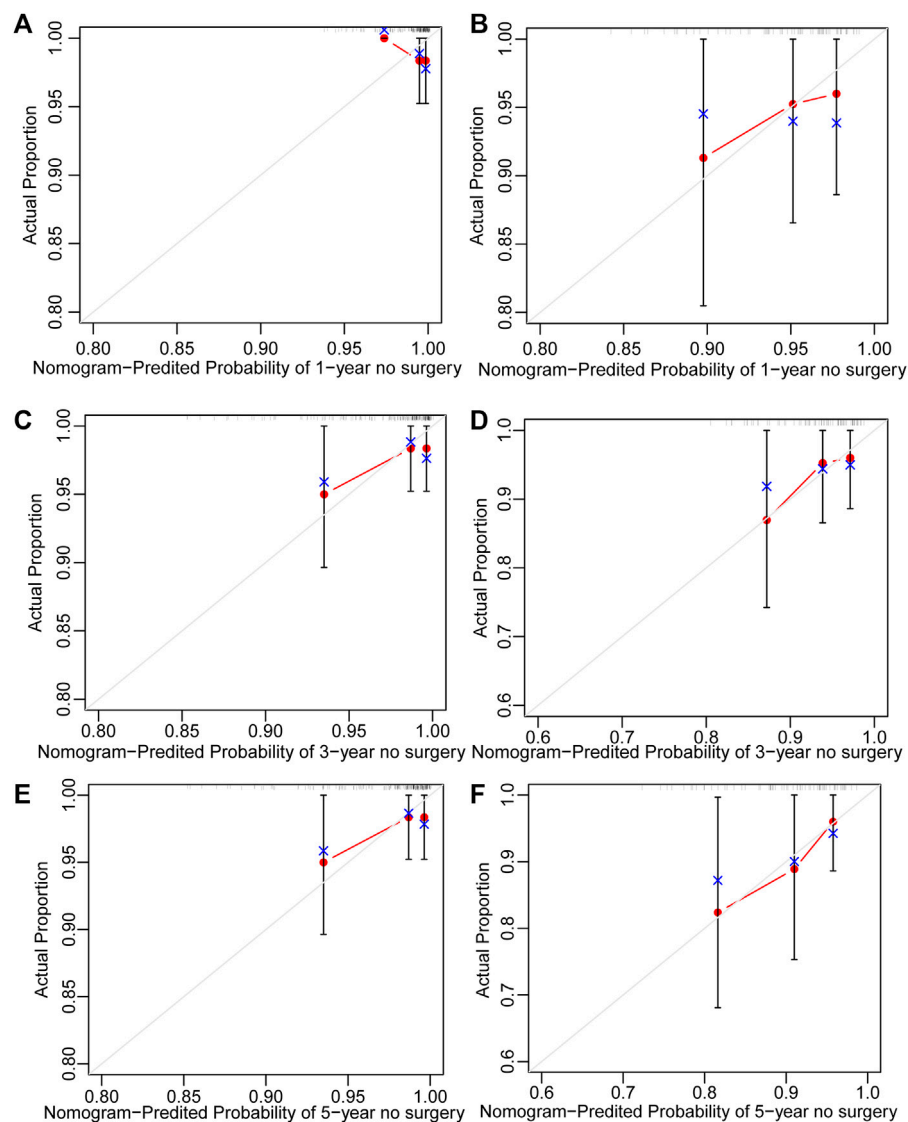 A
Actual Proportion
0.80 0.85 0.90 0.95 1.00
0.80 0.85 0.90 0.95 1.00
Nomogram−Predited Probability of 1−year no surgery
B
Actual Proportion
0.80 0.85 0.90 0.95 1.00
0.80 0.85 0.90 0.95 1.00
Nomogram−Predited Probability of 1−year no surgery
C
Actual Proportion
0.80 0.85 0.90 0.95 1.00
0.80 0.85 0.90 0.95 1.00
Nomogram−Predited Probability of 3−year no surgery
D
Actual Proportion
0.6 0.7 0.8 0.9 1.0
0.6 0.7 0.8 0.9 1.0
Nomogram−Predited Probability of 3−year no surgery
E
Actual Proportion
0.80 0.85 0.90 0.95 1.00
0.80 0.85 0.90 0.95 1.00
Nomogram−Predited Probability of 5−year no surgery
F
Actual Proportion
0.6 0.7 0.8 0.9 1.0
0.6 0.7 0.8 0.9 1.0
Nomogram−Predited Probability of 5−year no surgery